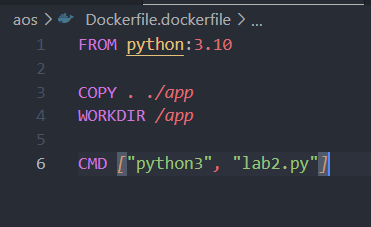 aos > Dockerfile.dockerfile > ...
1 FROM python:3.10
2
3 COPY . ./app
4 WORKDIR /app
5
6 CMD ["python3", "lab2.py"]